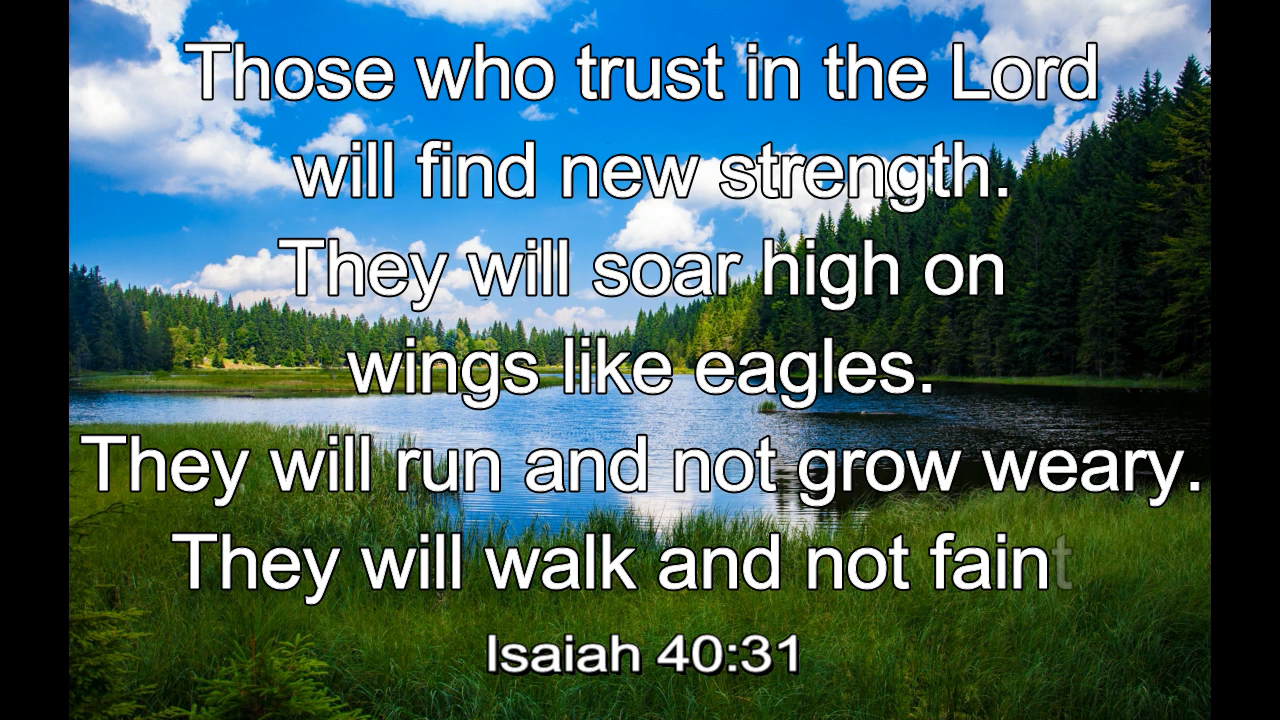 Those who trust in the Lord
will find new strength.
They will soar high on
wings like eagles.
They will run and not grow weary.
They will walk and not faint
Isaiah 40:31